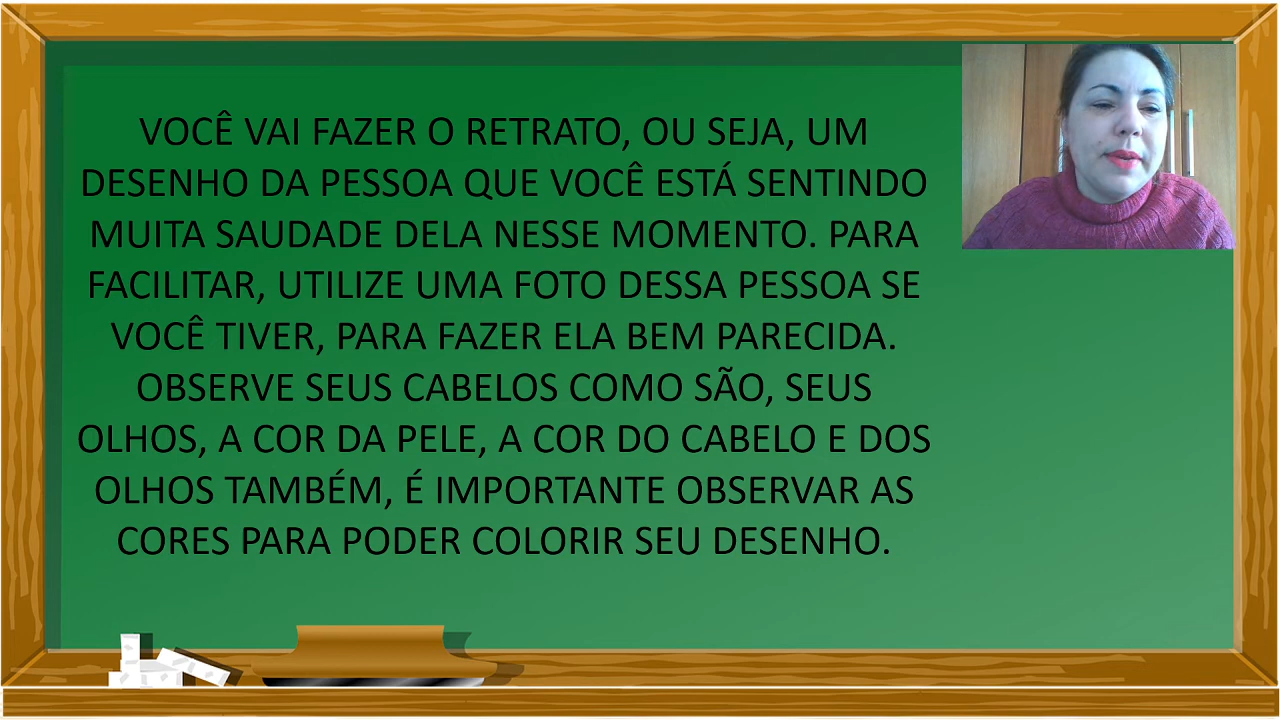 VOCÊ VAI FAZER O RETRATO, OU SEJA, UM
DESENHO DA PESSOA QUE VOCÊ ESTÁ SENTINDO
MUITA SAUDADE DELA NESSE MOMENTO. PARA
FACILITAR, UTILIZE UMA FOTO DESSA PESSOA SE
VOCÊ TIVER, PARA FAZER ELA BEM PARECIDA.
OBSERVE SEUS CABELOS COMO SÃO, SEUS
OLHOS, A COR DA PELE, A COR DO CABELO E DOS
OLHOS TAMBÉM, É IMPORTANTE OBSERVAR AS
CORES PARA PODER COLORIR SEU DESENHO.